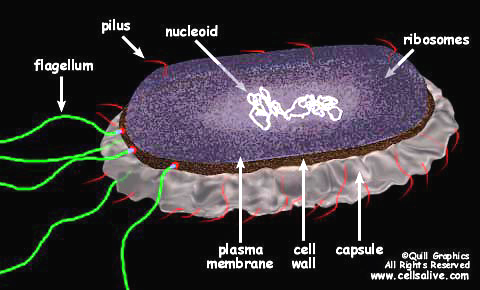 pilus
nucleoid
ribosomes
flagellum
plasma
membrane
cell
wall
capsule
©Quill Graphics
All Rights Reserved
www.cellsalive.com